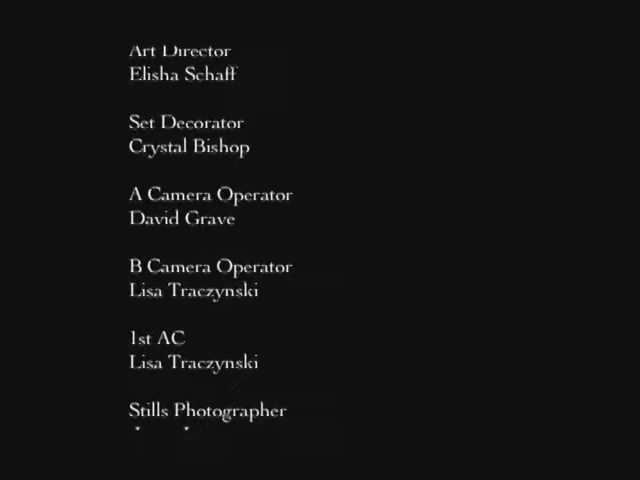 Art Director
Elisha Schaff
Set Decorator
Crystal Bishop
A Camera Operator
David Grave
B Camera Operator
Lisa Traczynski
1st AC
Lisa Traczynski
Stills Photographer